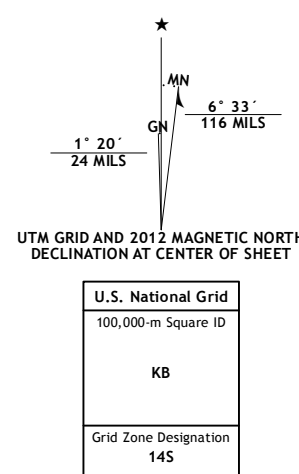 ★
MN
GN
6° 33´
116 MILS
1° 20´
24 MILS
UTM GRID AND 2012 MAGNETIC NORTH
DECLINATION AT CENTER OF SHEET
U.S. National Grid
100,000-m Square ID
KB
Grid Zone Designation
14S